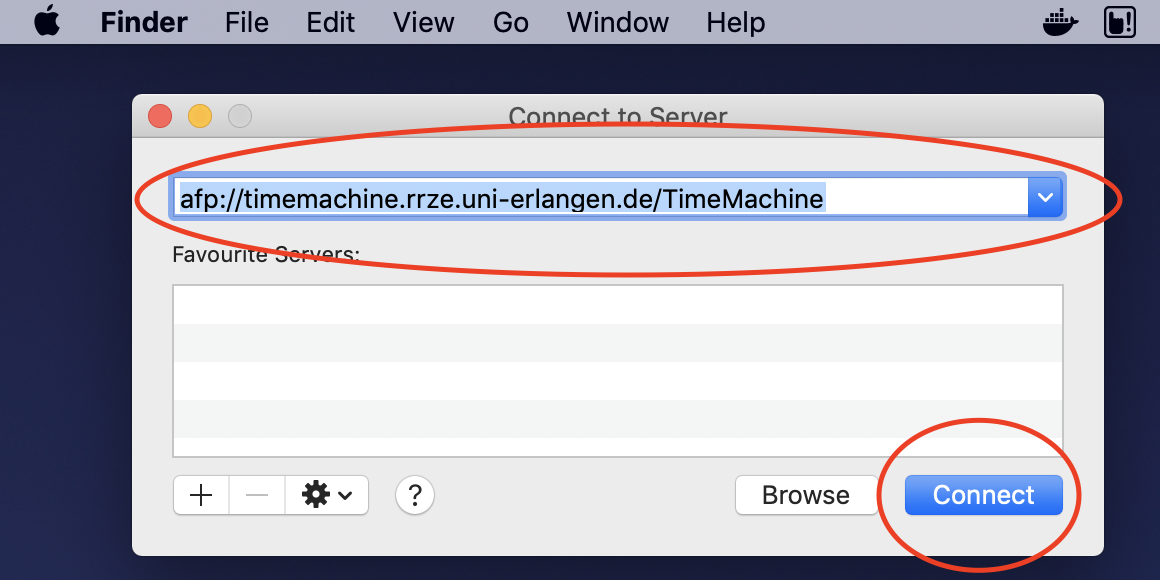 Finder File Edit View Go Window Help
Connect to Server
afp://timemachine.rrze.uni-erlangen.de/TimeMachine
Favourite Servers:
? Browse Connect